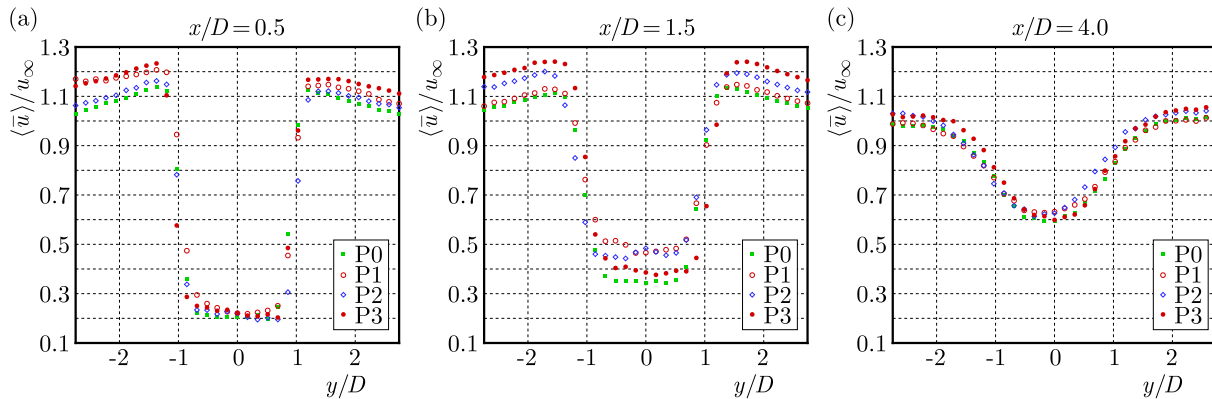 (a) x/D = 0.5
⟨ū⟩/u∞
1.3
1.1
0.9
0.7
0.5
0.3
0.1
P0
P1
P2
P3
-2 -1 0 1 2
y/D
(b) x/D = 1.5
⟨ū⟩/u∞
1.3
1.1
0.9
0.7
0.5
0.3
0.1
P0
P1
P2
P3
-2 -1 0 1 2
y/D
(c) x/D = 4.0
⟨ū⟩/u∞
1.3
1.1
0.9
0.7
0.5
0.3
0.1
P0
P1
P2
P3
-2 -1 0 1 2
y/D